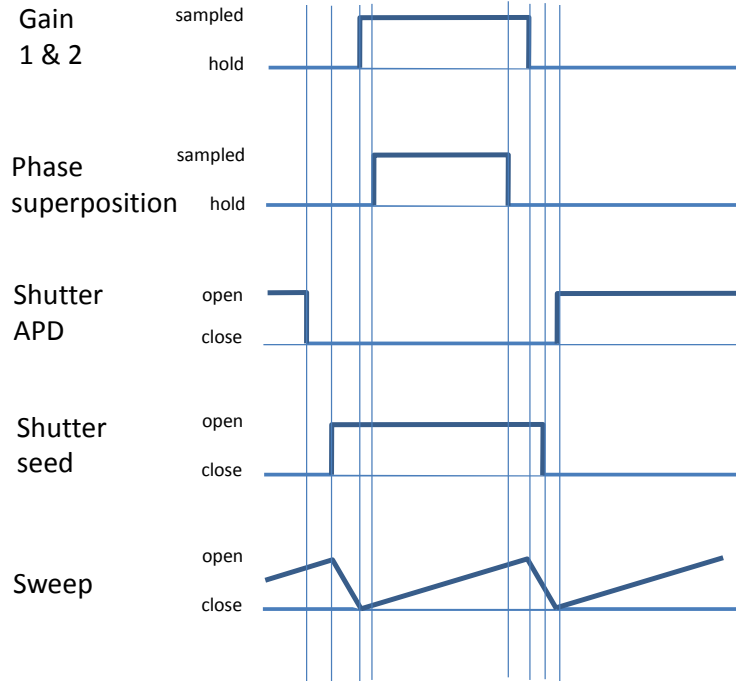 Gain
1 & 2
sampled
hold
Phase
superposition
sampled
hold
Shutter
APD
open
close
Shutter
seed
open
close
Sweep
open
close